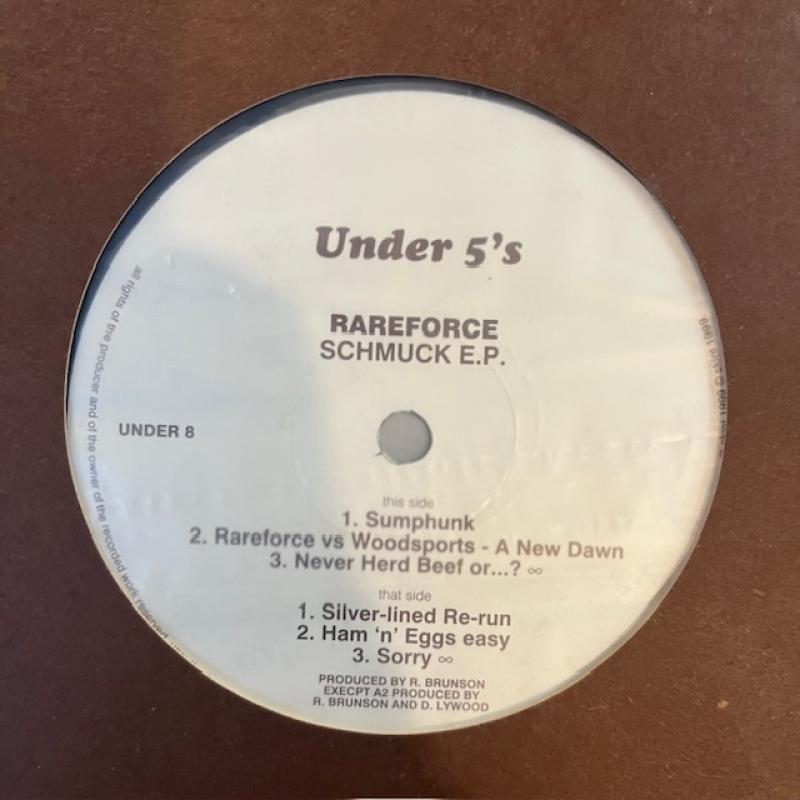 Under 5's
RAREFORCE
SCHMUCK E.P.
UNDER 8
this side
1. Sumphunk
2. Rareforce vs Woodsports - A New Dawn
3. Never Herd Beef or...? ∞
that side
1. Silver-lined Re-run
2. Ham 'n' Eggs easy
3. Sorry ∞
PRODUCED BY R. BRUNSON
EXECPT A2 PRODUCED BY
R. BRUNSON AND D. LYWOOD
all rights of the producer and of the owner of the recorded work reserved
1999